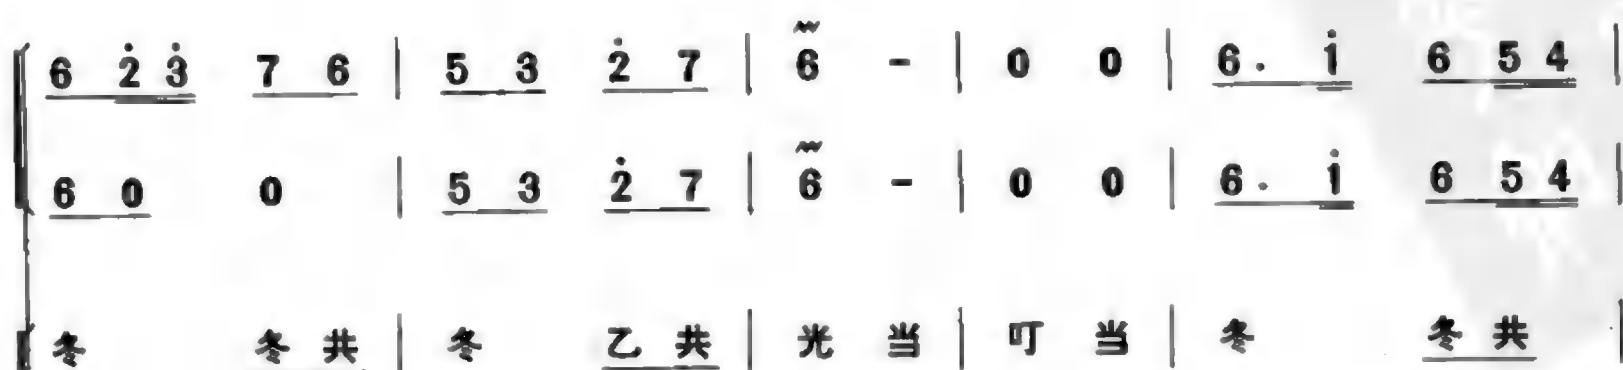 6 2̇ 3̇ 7 6 | 5 3 2̇ 7 | 6 - | 0 0 | 6. 1̇ 6 5 4 |
6 0 0 | 5 3 2̇ 7 | 6 - | 0 0 | 6. 1̇ 6 5 4 |
冬 冬 共 | 冬 乙 共 | 光 当 | 叮 当 | 冬 冬 共 |